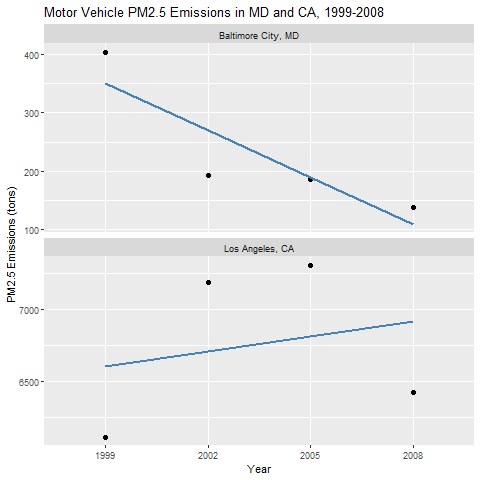 Motor Vehicle PM2.5 Emissions in MD and CA, 1999-2008
Baltimore City, MD
400
300
200
100
Los Angeles, CA
7000
6500
PM2.5 Emissions (tons)
1999 2002 2005 2008
Year